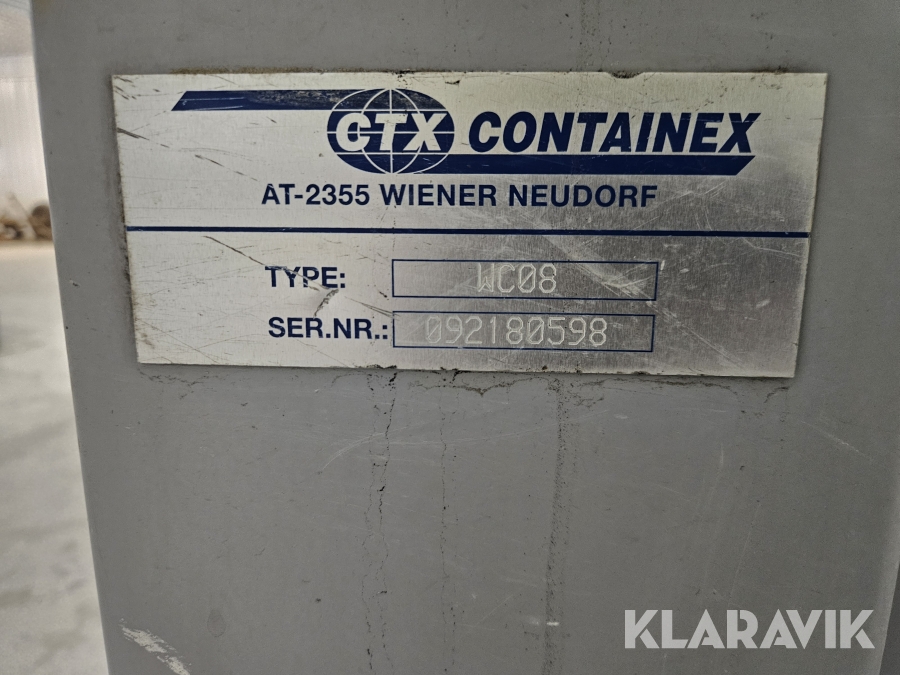 CTX CONTAINEX
AT-2355 WIENER NEUDORF
TYPE: WC08
SER.NR.: 092180598
KLARAVIK